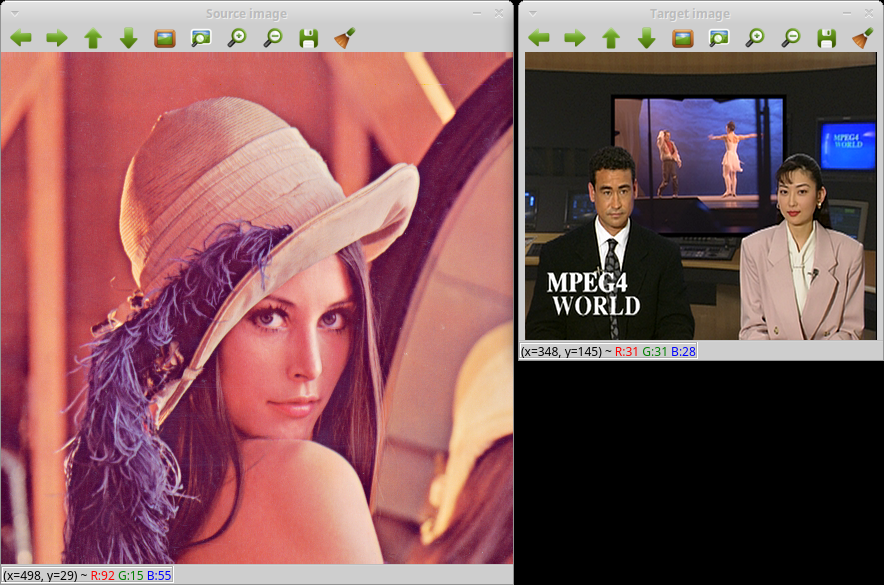 Source image
Target image
MPEG4
WORLD
MPEG4
WORLD
(x=348, y=145) ~ R:31 G:31 B:28
(x=498, y=29) ~ R:92 G:15 B:55